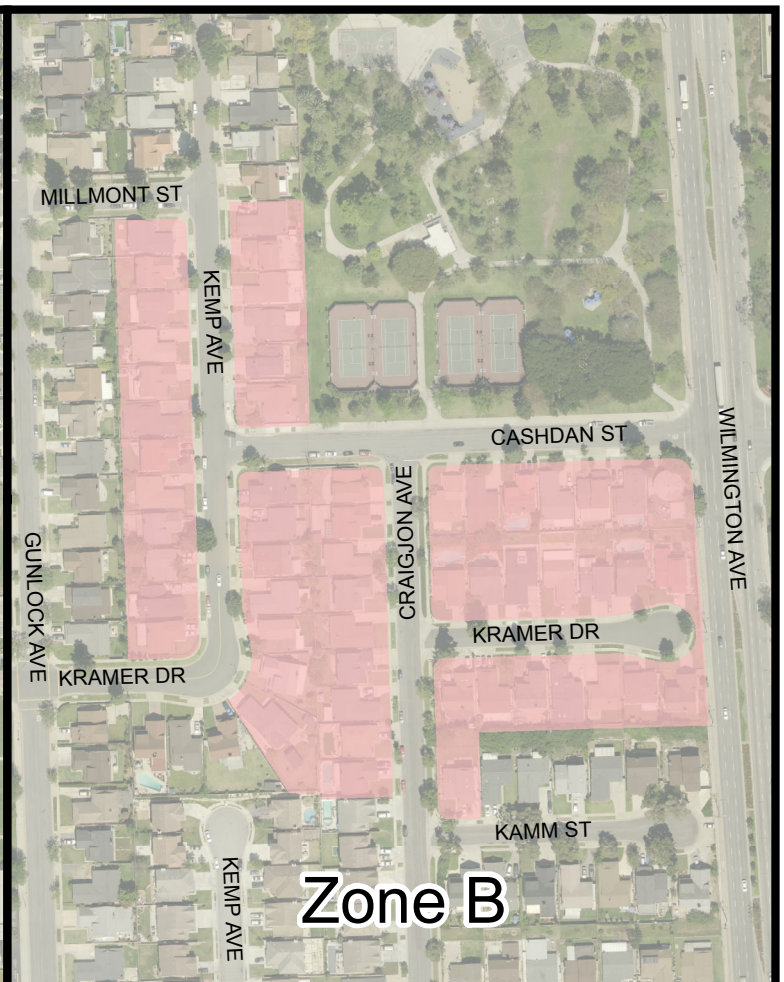 MILLMONT ST
KEMP AVE
CASHDAN ST
WILMINGTON AVE
CRAIGJON AVE
GUNLOCK AVE
KRAMER DR
KRAMER DR
KAMM ST
KEMP AVE
Zone B